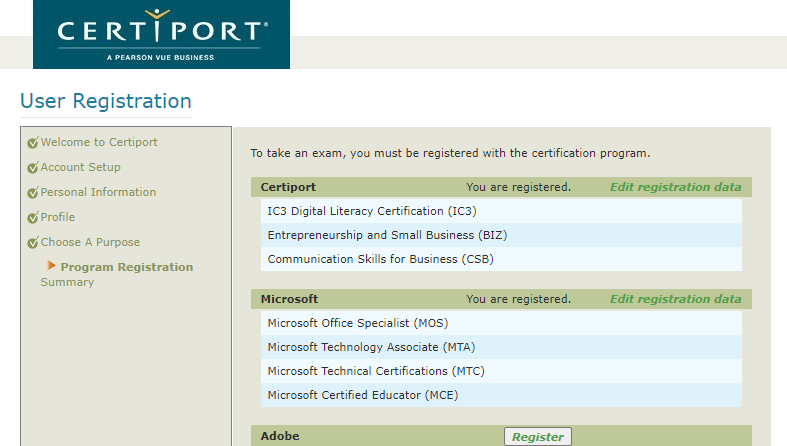 CERTIPORT®
A PEARSON VUE BUSINESS
User Registration
Welcome to Certiport
Account Setup
Personal Information
Profile
Choose A Purpose
Program Registration
Summary
To take an exam, you must be registered with the certification program.
Certiport You are registered. Edit registration data
IC3 Digital Literacy Certification (IC3)
Entrepreneurship and Small Business (BIZ)
Communication Skills for Business (CSB)
Microsoft You are registered. Edit registration data
Microsoft Office Specialist (MOS)
Microsoft Technology Associate (MTA)
Microsoft Technical Certifications (MTC)
Microsoft Certified Educator (MCE)
Adobe Register